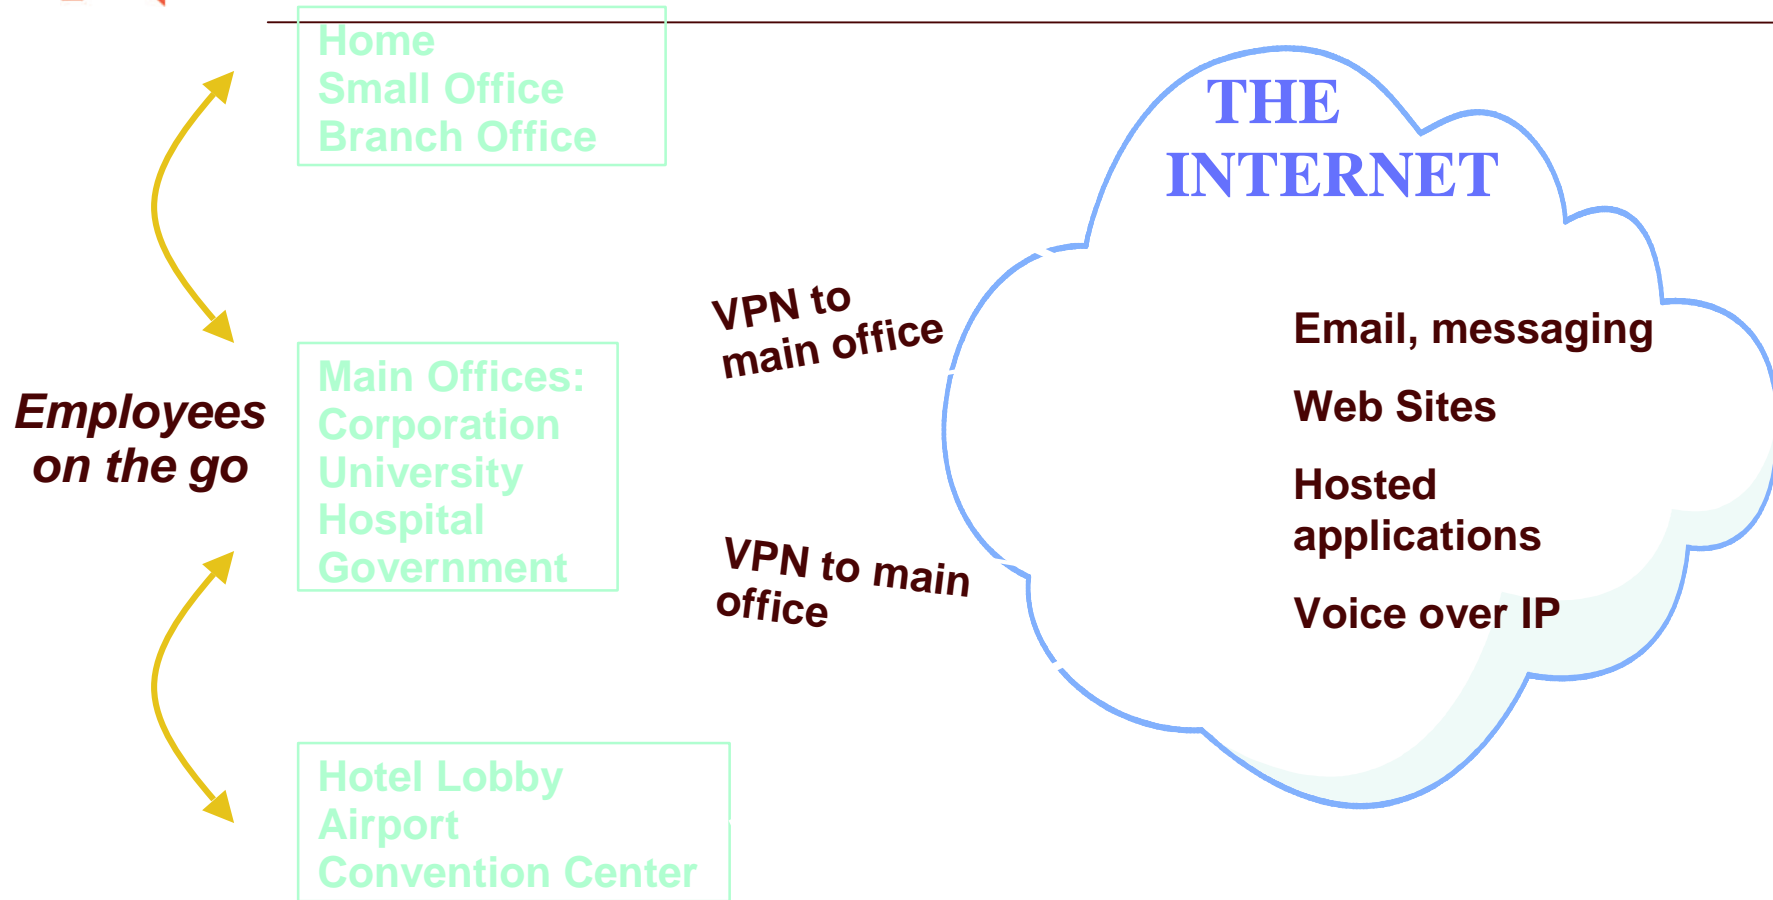 Home
Small Office
Branch Office
THE
INTERNET
VPN to
main office
Email, messaging
Web Sites
Hosted
applications
Voice over IP
Employees
on the go
Main Offices:
Corporation
University
Hospital
Government
VPN to main
office
Hotel Lobby
Airport
Convention Center